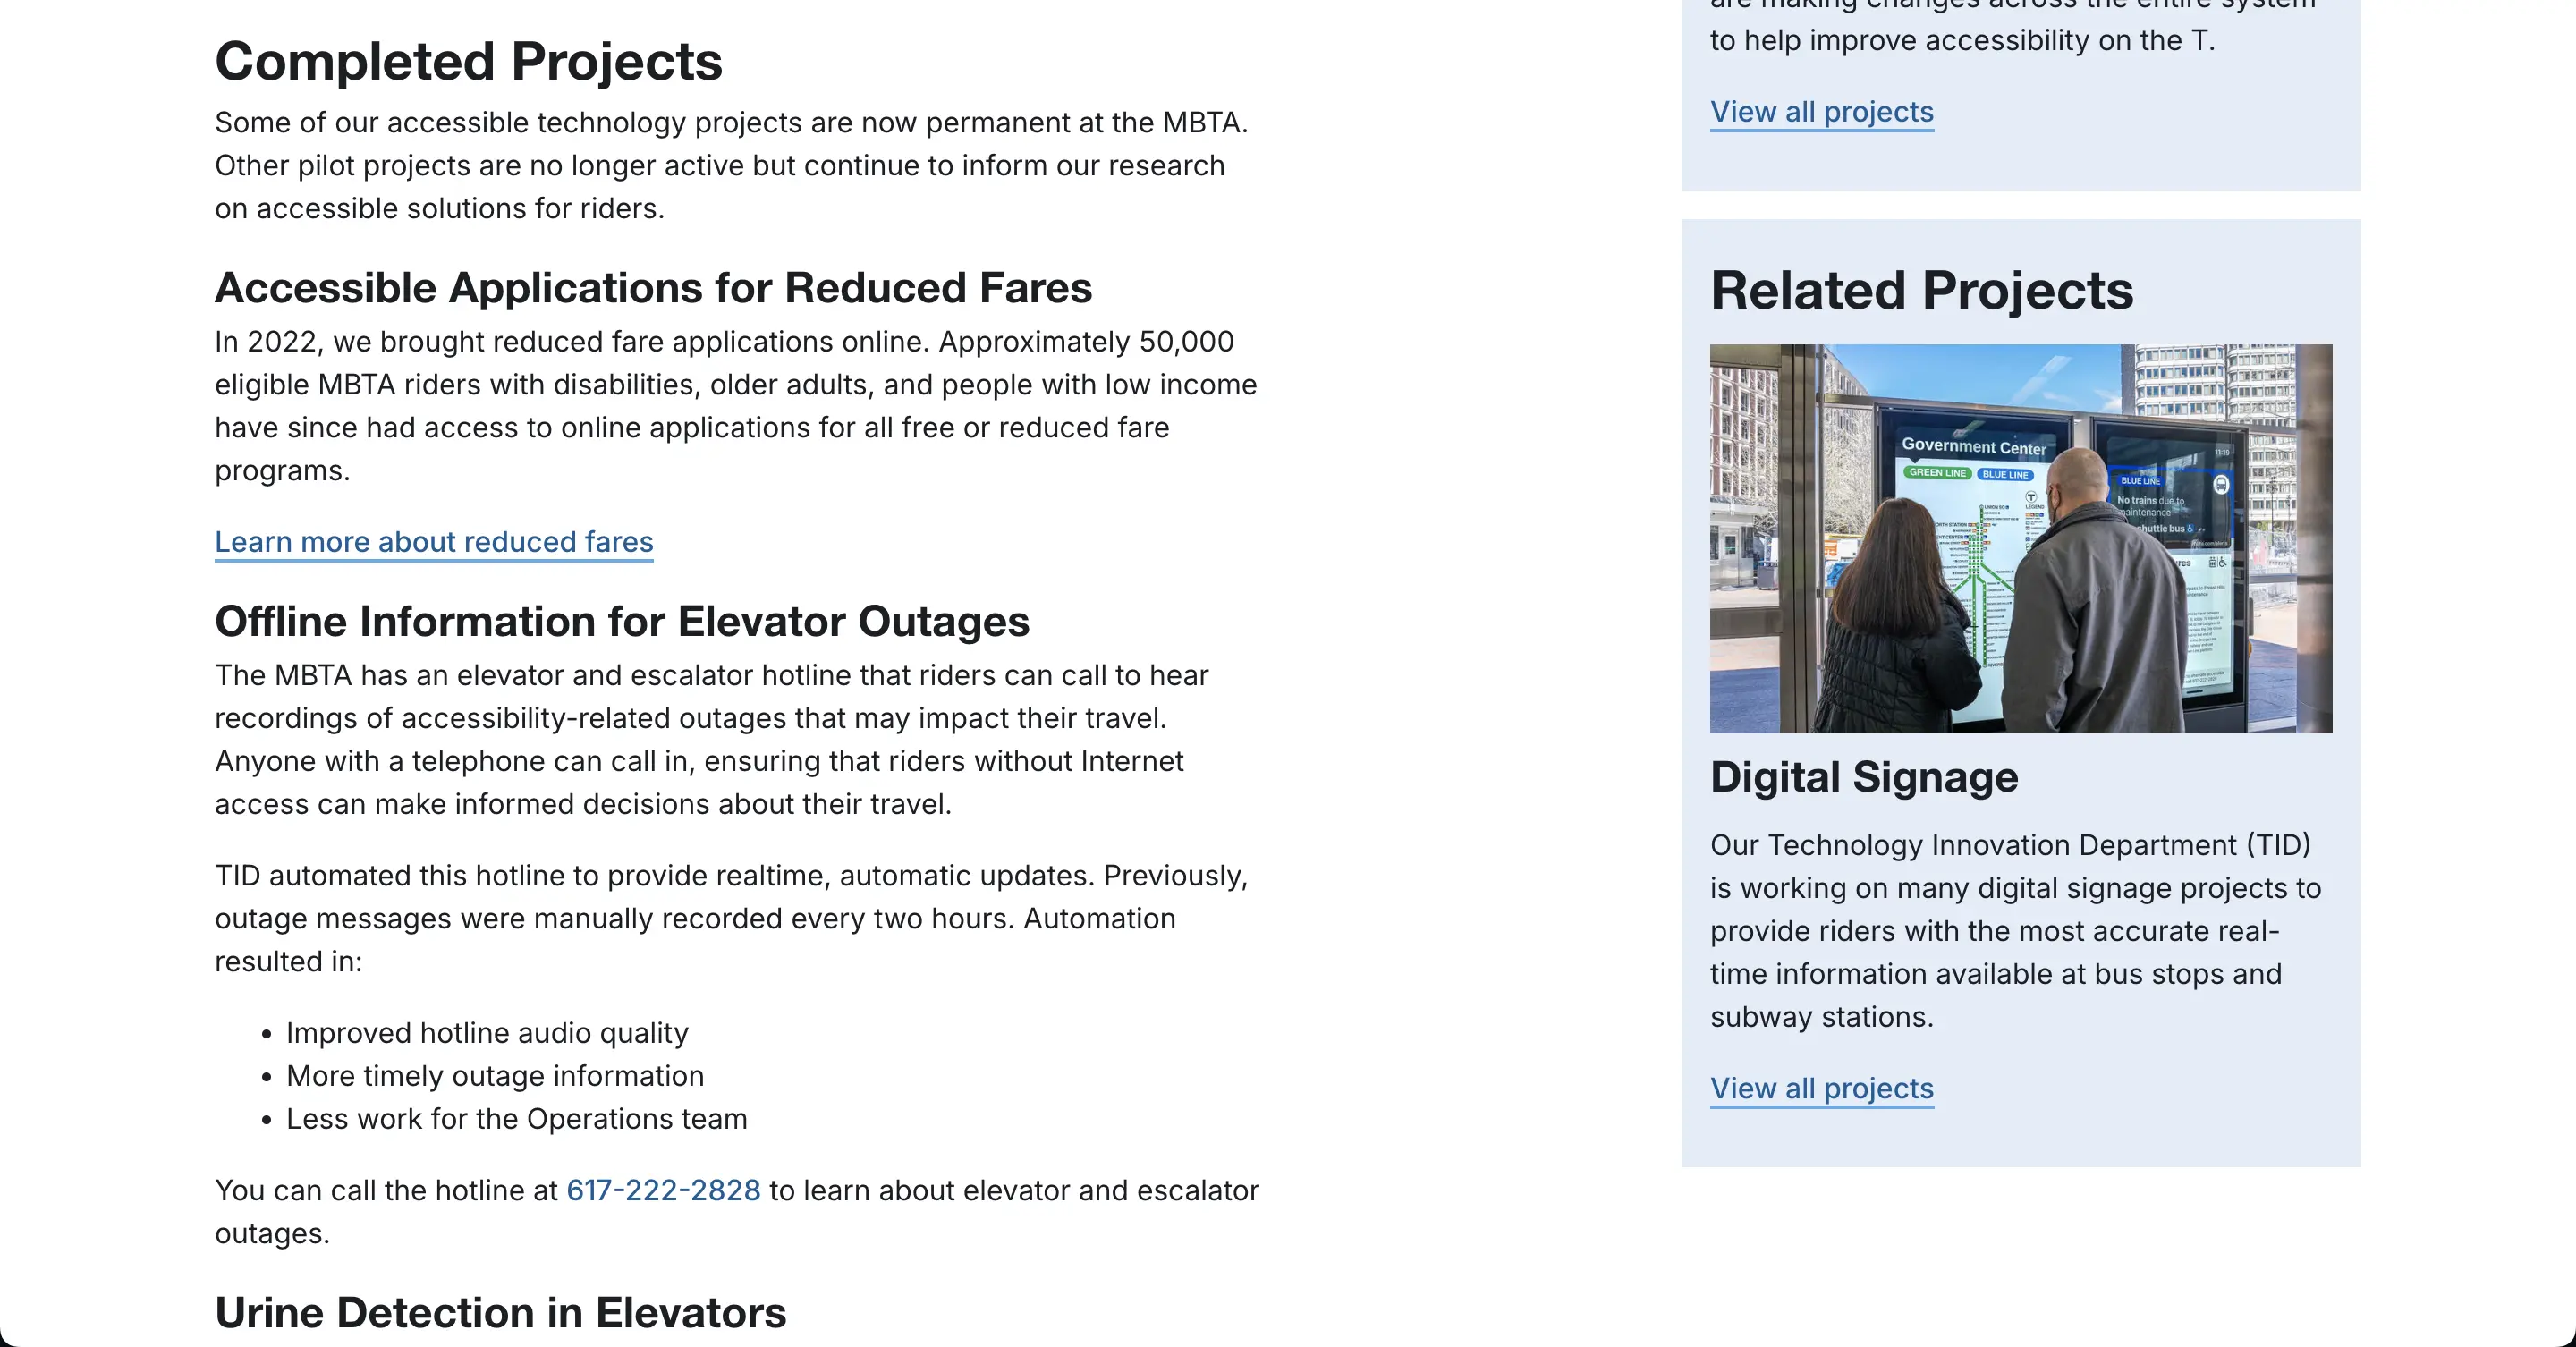 Completed Projects
Some of our accessible technology projects are now permanent at the MBTA.
Other pilot projects are no longer active but continue to inform our research
on accessible solutions for riders.
Accessible Applications for Reduced Fares
In 2022, we brought reduced fare applications online. Approximately 50,000
eligible MBTA riders with disabilities, older adults, and people with low income
have since had access to online applications for all free or reduced fare
programs.
Learn more about reduced fares
Offline Information for Elevator Outages
The MBTA has an elevator and escalator hotline that riders can call to hear
recordings of accessibility-related outages that may impact their travel.
Anyone with a telephone can call in, ensuring that riders without Internet
access can make informed decisions about their travel.
TID automated this hotline to provide realtime, automatic updates. Previously,
outage messages were manually recorded every two hours. Automation
resulted in:
• Improved hotline audio quality
• More timely outage information
• Less work for the Operations team
You can call the hotline at 617-222-2828 to learn about elevator and escalator
outages.
Urine Detection in Elevators
are making changes across the entire system
to help improve accessibility on the T.
View all projects
Related Projects
Government Center
GREEN LINE BLUE LINE
BLUE LINE
No trains due to
maintenance
shuttle bus
Digital Signage
Our Technology Innovation Department (TID)
is working on many digital signage projects to
provide riders with the most accurate real-
time information available at bus stops and
subway stations.
View all projects